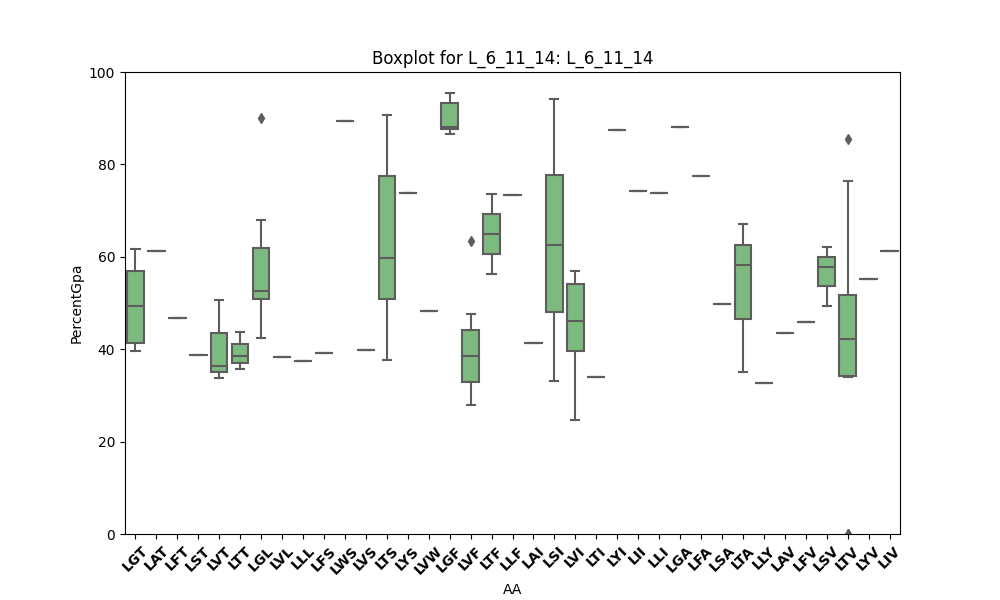 Boxplot for L_6_11_14: L_6_11_14
100
80
60
40
20
0
PercentGpa
LGT LAT LFT LST LVT LTT LGL LVL LLL LFS LWS LVS LTS LYS LVW LGF LVF LTF LLF LAI LSI LVI LTI LYI LII LLI LGA LFA LSA LTA LLY LAV LFV LSV LTV LYV LIV
AA